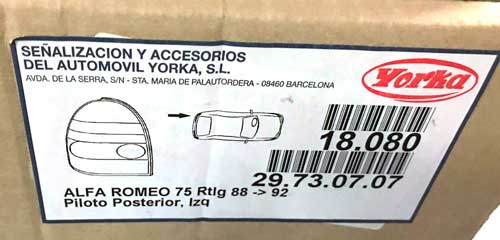 SEÑALIZACION Y ACCESORIOS
DEL AUTOMOVIL YORKA, S.L.
AVDA. DE LA SERRA, S/N - STA. MARIA DE PALAUTORDERA - 08460 BARCELONA
Yorka
18.080
29.73.07.07
ALFA ROMEO 75 Rtlg 88 -> 92
Piloto Posterior, Izq